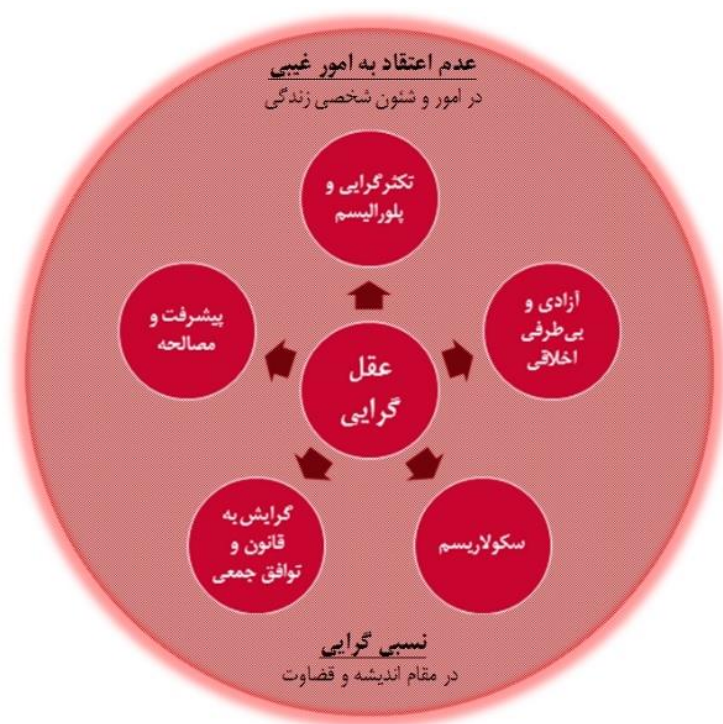 عدم اعتقاد به امور غیبی
در امور و شئون شخصی زندگی
تکثرگرایی و
پلورالیسم
آزادی و
بی‌طرفی
اخلاقی
پیشرفت و
مصالحه
عقل
گرایی
گرایش به
قانون و
توافق جمعی
سکولاریسم
نسبی گرایی
در مقام اندیشه و قضاوت